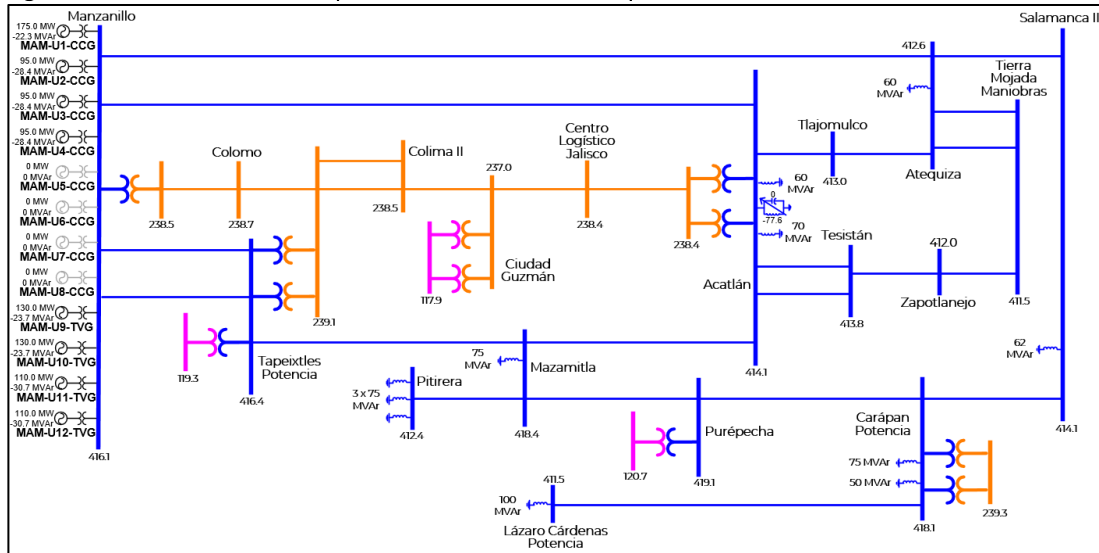 Manzanillo
175.0 MW
-22.3 MVAr
MAM-U1-CCG
95.0 MW
-28.4 MVAr
MAM-U2-CCG
95.0 MW
-28.4 MVAr
MAM-U3-CCG
95.0 MW
-28.4 MVAr
MAM-U4-CCG
0 MW
0 MVAr
MAM-U5-CCG
0 MW
0 MVAr
MAM-U6-CCG
0 MW
0 MVAr
MAM-U7-CCG
0 MW
0 MVAr
MAM-U8-CCG
130.0 MW
-23.7 MVAr
MAM-U9-TVG
130.0 MW
-23.7 MVAr
MAM-U10-TVG
110.0 MW
-30.7 MVAr
MAM-U11-TVG
110.0 MW
-30.7 MVAr
MAM-U12-TVG
416.1
238.5
Colomo
238.7
239.1
Colima II
238.5
237.0
Ciudad
Guzmán
117.9
Centro
Logístico
Jalisco
238.4
238.4
60
MVAr
0
-77.6
70
MVAr
Acatlán
414.1
Tlajomulco
413.0
412.6
60
MVAr
Atequiza
Tierra
Mojada
Maniobras
411.5
Tesistán
413.8
412.0
Zapotlanejo
Salamanca II
62
MVAr
414.1
119.3
Tapeixtles
Potencia
416.4
75
MVAr
Mazamitla
418.4
Pitirera
3 x 75
MVAr
412.4
Purépecha
120.7
419.1
Carápan
Potencia
75 MVAr
50 MVAr
239.3
418.1
411.5
100
MVAr
Lázaro Cárdenas
Potencia